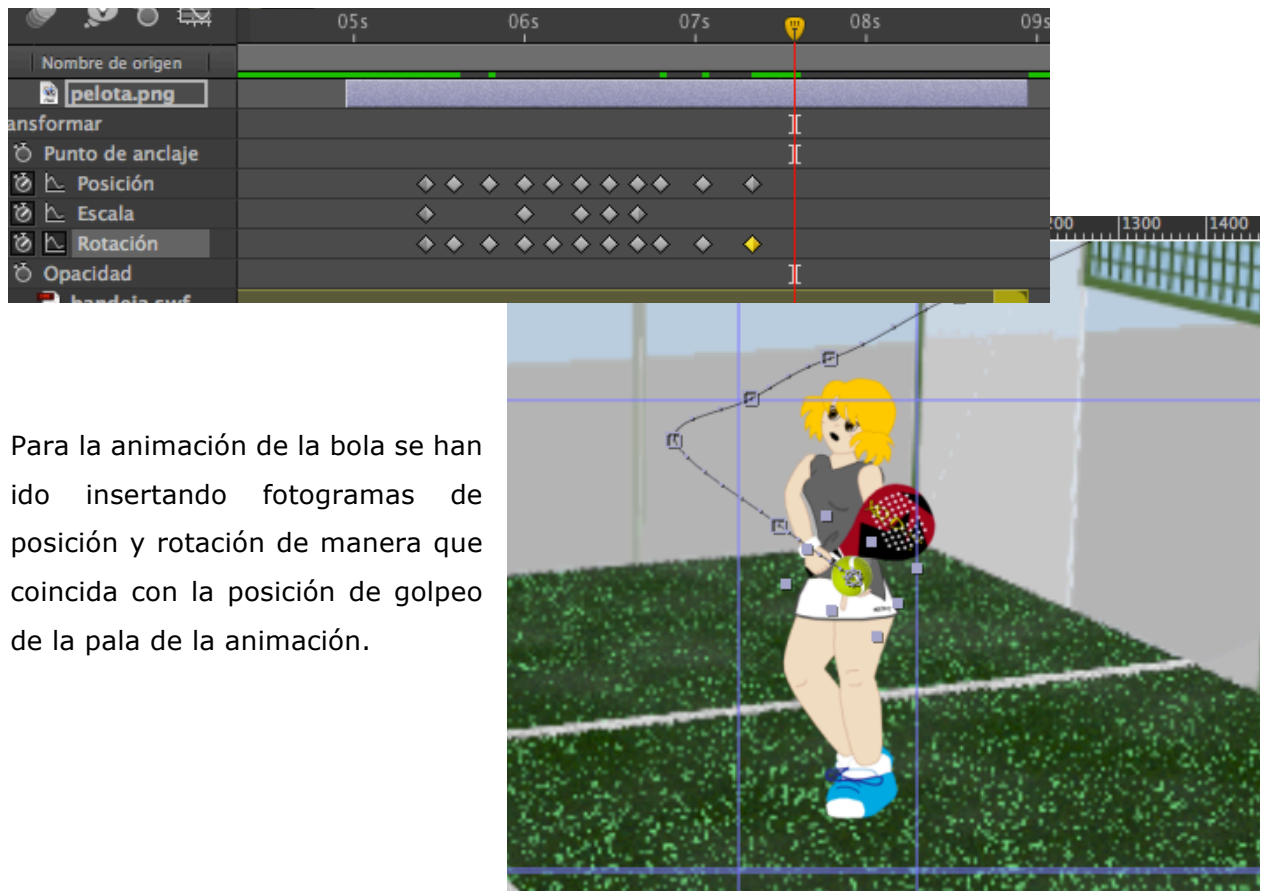 05s 06s 07s 08s 09s
Nombre de origen
pelota.png
ansformar
Punto de anclaje
Posición
Escala
Rotación
Opacidad
bandeja.swf
00 1300 1400
Para la animación de la bola se han
ido insertando fotogramas de
posición y rotación de manera que
coincida con la posición de golpeo
de la pala de la animación.